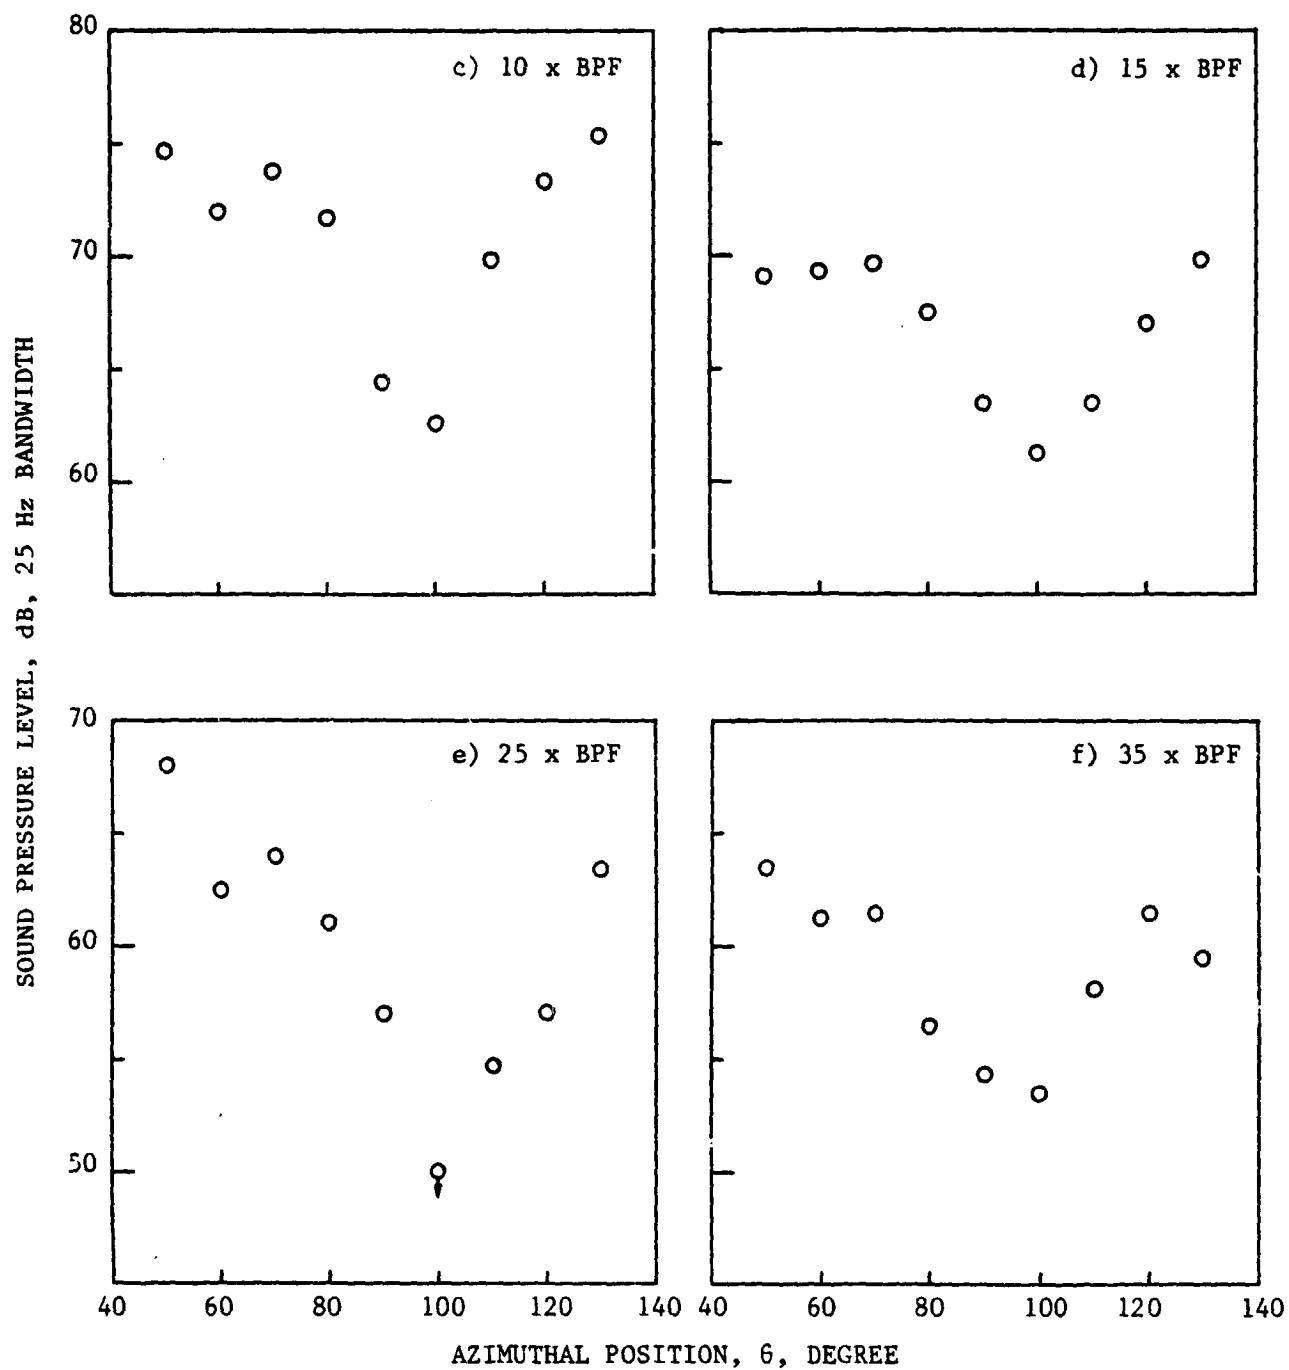 80
c) 10 x BPF
d) 15 x BPF
70
60
SOUND PRESSURE LEVEL, dB, 25 Hz BANDWIDTH
70
e) 25 x BPF
f) 35 x BPF
60
50
40 60 80 100 120 140 40 60 80 100 120 140
AZIMUTHAL POSITION, θ, DEGREE